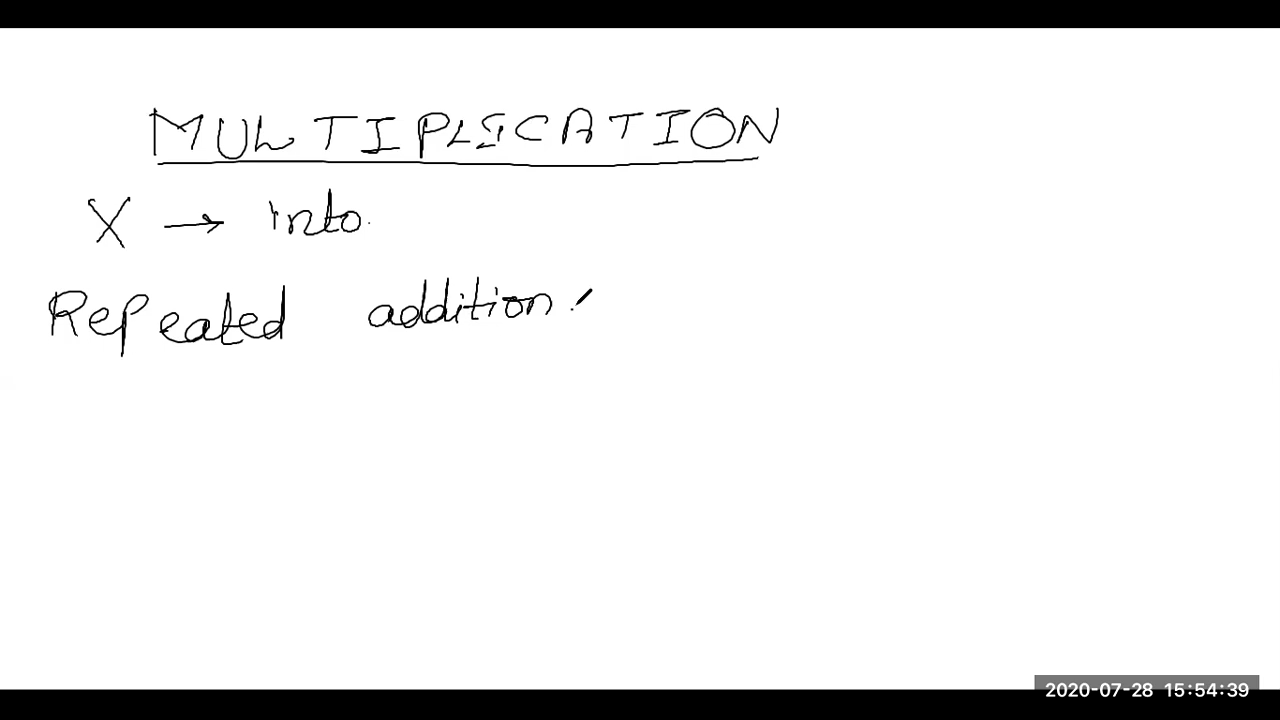 MULTIPLICATION
X → into.
Repeated addition.
2020-07-28 15:54:39